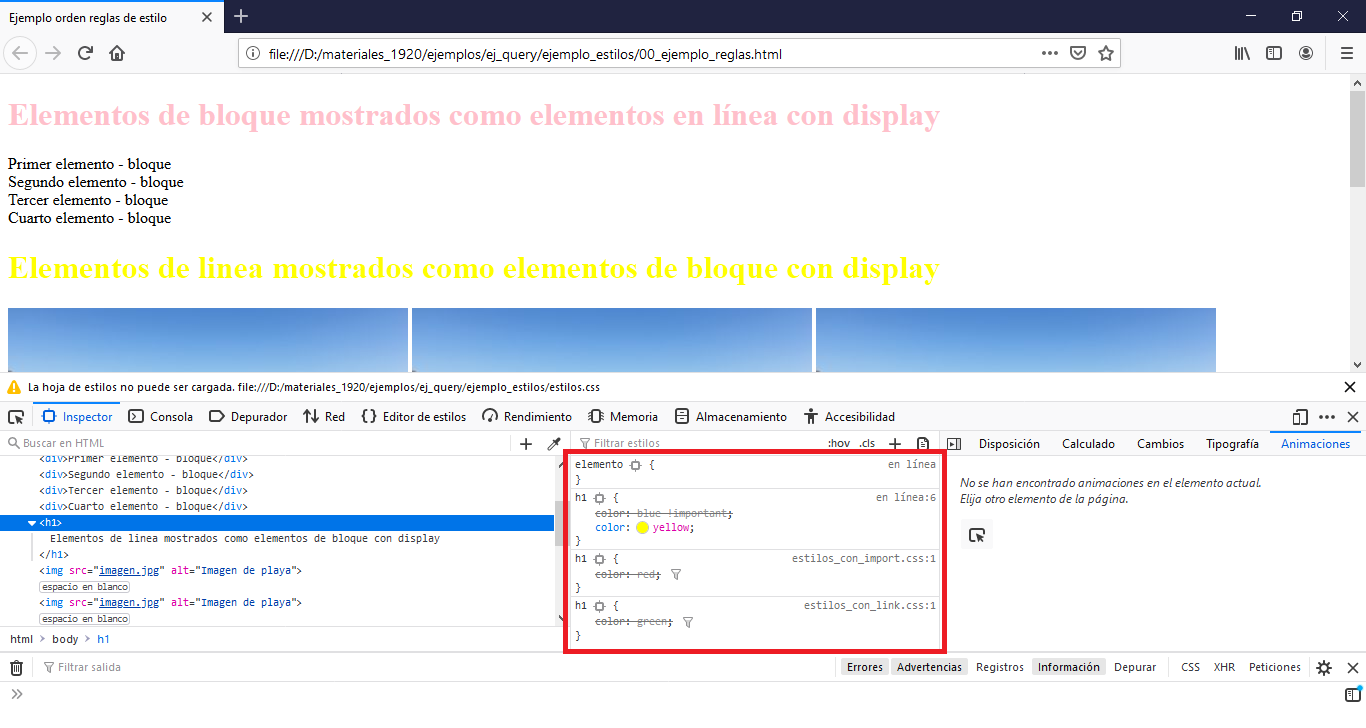 Ejemplo orden reglas de estilo
file:///D:/materiales_1920/ejemplos/ej_query/ejemplo_estilos/00_ejemplo_reglas.html
Elementos de bloque mostrados como elementos en línea con display
Primer elemento - bloque
Segundo elemento - bloque
Tercer elemento - bloque
Cuarto elemento - bloque
Elementos de linea mostrados como elementos de bloque con display
La hoja de estilos no puede ser cargada. file:///D:/materiales_1920/ejemplos/ej_query/ejemplo_estilos/estilos.css
Inspector Consola Depurador Red Editor de estilos Rendimiento Memoria Almacenamiento Accesibilidad
Buscar en HTML
<div>Primer elemento - bloque</div>
<div>Segundo elemento - bloque</div>
<div>Tercer elemento - bloque</div>
<div>Cuarto elemento - bloque</div>
<h1>
Elementos de linea mostrados como elementos de bloque con display
</h1>
<img src="imagen.jpg" alt="Imagen de playa">
espacio en blanco
<img src="imagen.jpg" alt="Imagen de playa">
espacio en blanco
html > body > h1
Filtrar estilos :hov .cls
elemento { en línea
}
h1 { en línea:6
color: blue !important;
color: yellow;
}
h1 { estilos_con_import.css:1
color: red;
}
h1 { estilos_con_link.css:1
color: green;
}
Disposición Calculado Cambios Tipografía Animaciones
No se han encontrado animaciones en el elemento actual.
Elija otro elemento de la página.
Filtrar salida Errores Advertencias Registros Información Depurar CSS XHR Peticiones